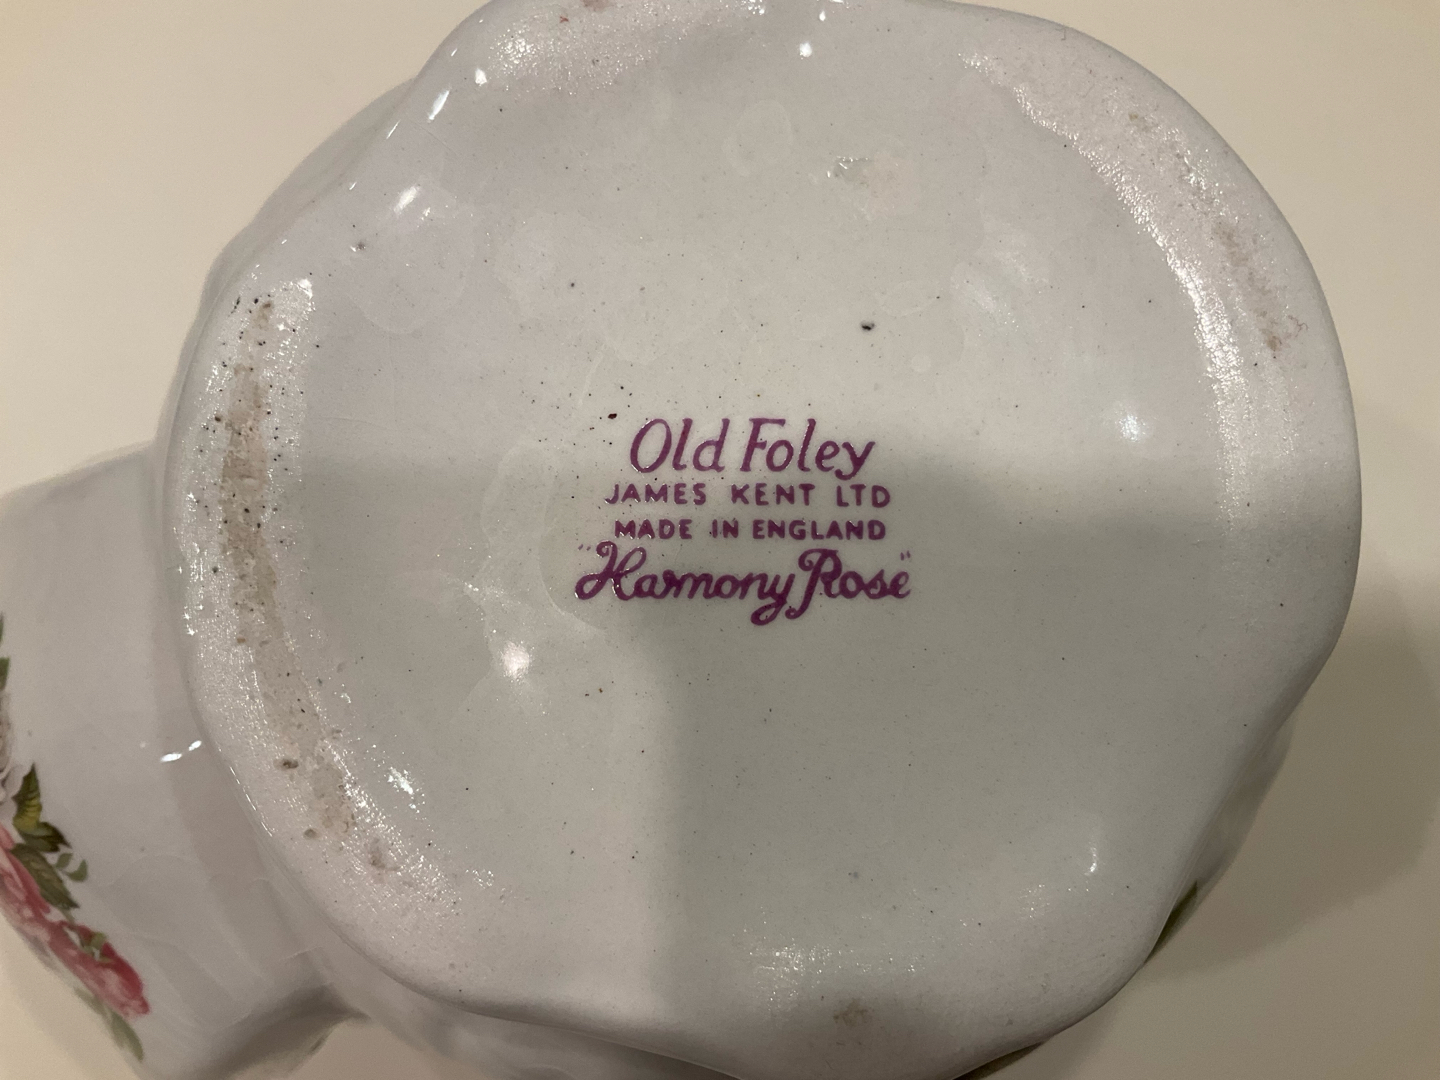 Old Foley
JAMES KENT LTD
MADE IN ENGLAND
"Harmony Rose"